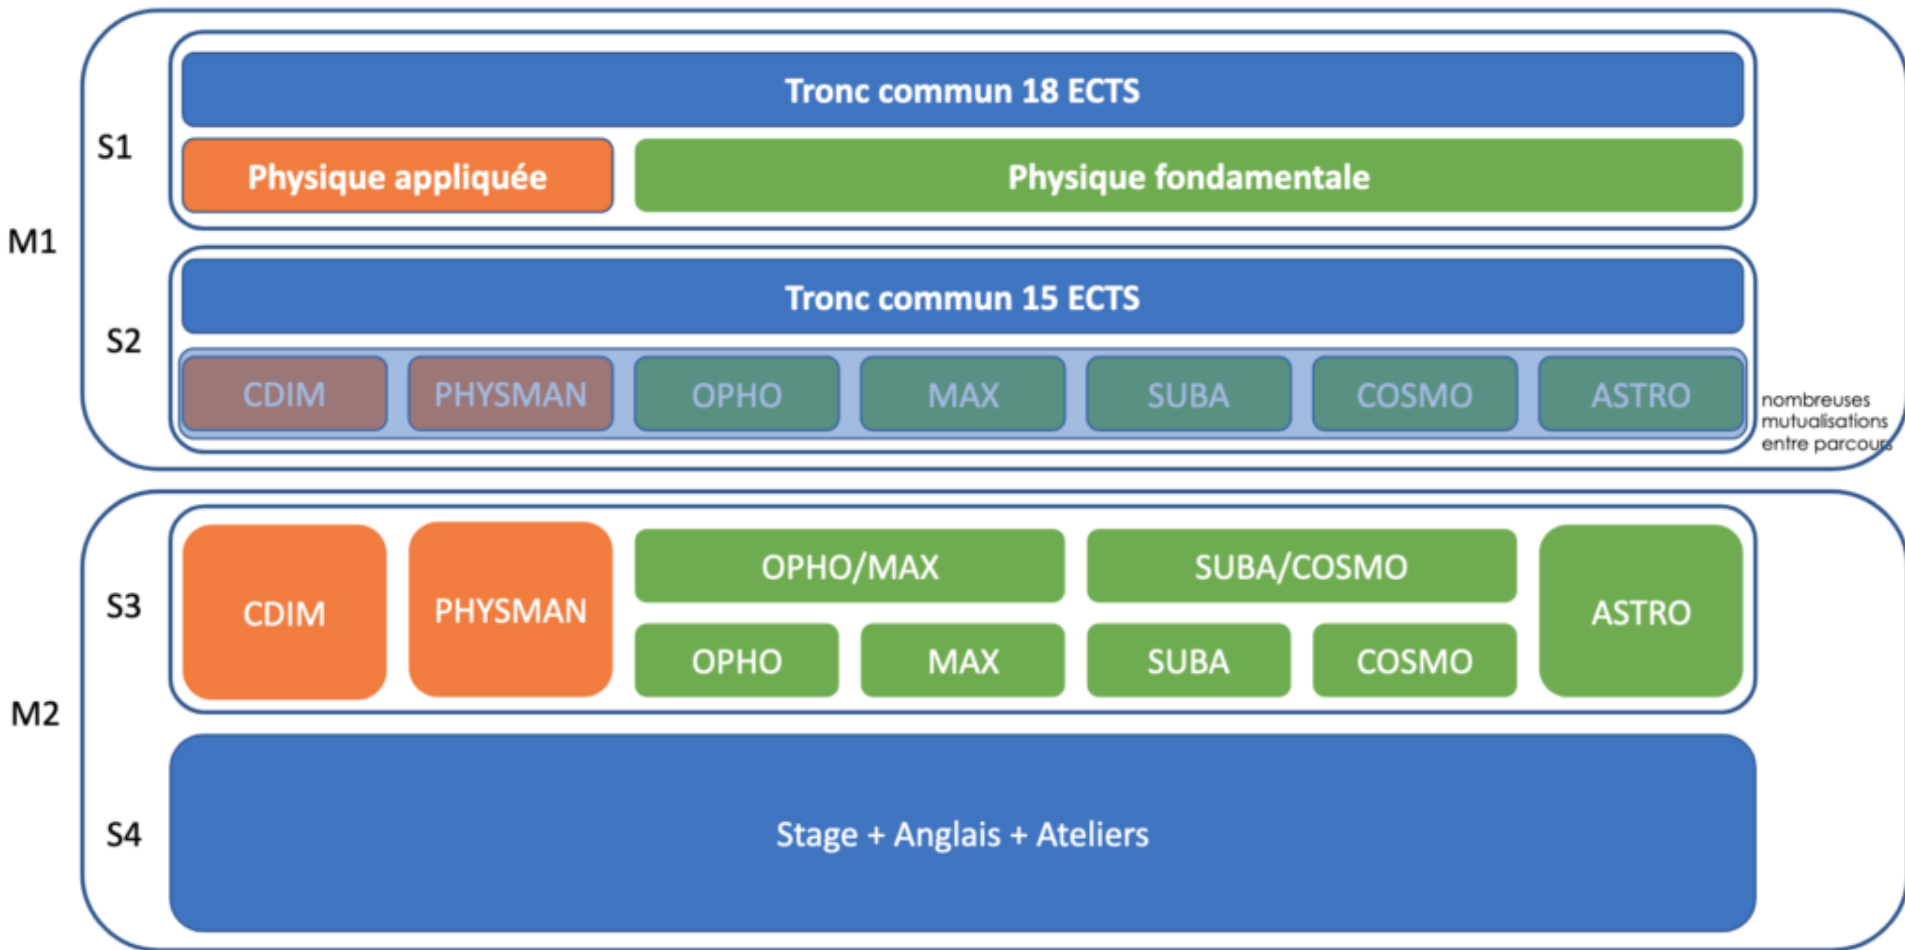 M1
S1
Tronc commun 18 ECTS
Physique appliquée
Physique fondamentale
S2
Tronc commun 15 ECTS
CDIM
PHYSMAN
OPHO
MAX
SUBA
COSMO
ASTRO
nombreuses
mutualisations
entre parcours
M2
S3
CDIM
PHYSMAN
OPHO/MAX
SUBA/COSMO
ASTRO
OPHO
MAX
SUBA
COSMO
S4
Stage + Anglais + Ateliers